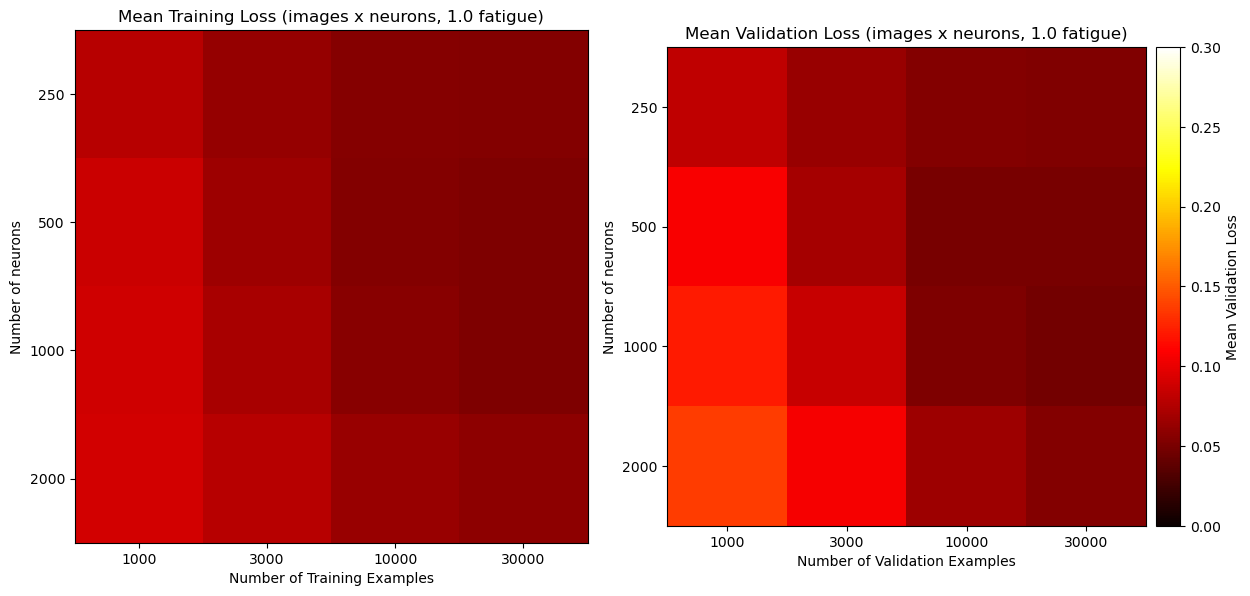 Mean Training Loss (images x neurons, 1.0 fatigue)
250
500
1000
2000
Number of neurons
1000 3000 10000 30000
Number of Training Examples
Mean Validation Loss (images x neurons, 1.0 fatigue)
250
500
1000
2000
Number of neurons
1000 3000 10000 30000
Number of Validation Examples
0.30
0.25
0.20
0.15
0.10
0.05
0.00
Mean Validation Loss